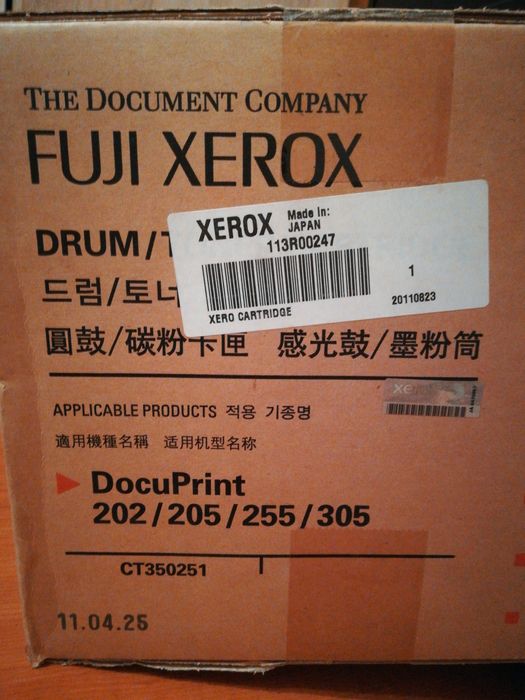 THE DOCUMENT COMPANY
FUJI XEROX
XEROX Made in: JAPAN
113R00247
1
20110823
XERO CARTRIDGE
DRUM/
드럼/토너
圓鼓/碳粉卡匣 感光鼓/墨粉筒
APPLICABLE PRODUCTS 적용 기종명
適用機種名稱 适用机型名称
DocuPrint
202/205/255/305
CT350251
11.04.25